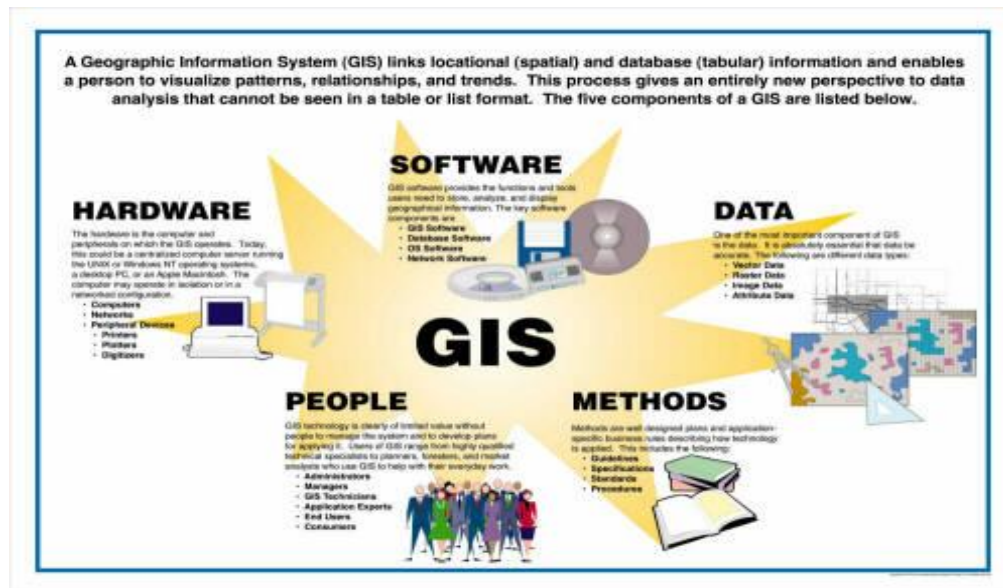 A Geographic Information System (GIS) links locational (spatial) and database (tabular) information and enables
a person to visualize patterns, relationships, and trends. This process gives an entirely new perspective to data
analysis that cannot be seen in a table or list format. The five components of a GIS are listed below.
SOFTWARE
GIS software provides the functions and tools
users need to store, analyze, and display
geographical information. The key software
components are
• GIS Software
• Database Software
• OS Software
• Network Software
HARDWARE
The hardware is the computer and
peripherals on which the GIS operates. Today,
this could be a centralized computer server running
the UNIX or Windows NT operating systems,
a desktop PC, or an Apple Macintosh. The
computer may operate in isolation or in a
networked configuration.
• Computers
• Networks
• Peripheral Devices
• Printers
• Plotters
• Digitizers
DATA
One of the most important component of GIS
is the data. It is absolutely essential that data be
accurate. The following are different data types:
• Vector Data
• Raster Data
• Image Data
• Attribute Data
GIS
PEOPLE
GIS technology is clearly of limited value without
people to manage the system and to develop plans
for applying it. Users of GIS range from highly qualified
technical specialists to planners, foresters, and market
analysts who use GIS to help with their everyday work.
• Administrators
• Managers
• GIS Technicians
• Application Experts
• End Users
• Consumers
METHODS
Methods are well designed plans and application-
specific business rules describing how technology
is applied. This includes the following:
• Guidelines
• Specifications
• Standards
• Procedures